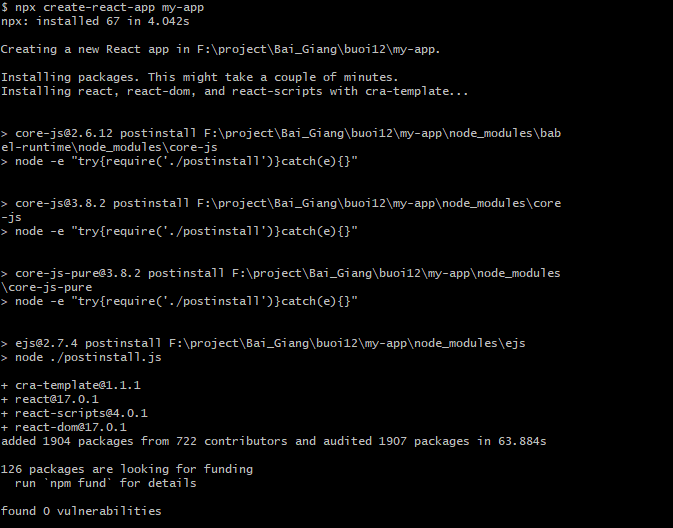 $ npx create-react-app my-app
npx: installed 67 in 4.042s
Creating a new React app in F:\project\Bai_Giang\buoi12\my-app.
Installing packages. This might take a couple of minutes.
Installing react, react-dom, and react-scripts with cra-template...
> core-js@2.6.12 postinstall F:\project\Bai_Giang\buoi12\my-app\node_modules\bab
el-runtime\node_modules\core-js
> node -e "try{require('./postinstall')}catch(e){}"
> core-js@3.8.2 postinstall F:\project\Bai_Giang\buoi12\my-app\node_modules\core
-js
> node -e "try{require('./postinstall')}catch(e){}"
> core-js-pure@3.8.2 postinstall F:\project\Bai_Giang\buoi12\my-app\node_modules
\core-js-pure
> node -e "try{require('./postinstall')}catch(e){}"
> ejs@2.7.4 postinstall F:\project\Bai_Giang\buoi12\my-app\node_modules\ejs
> node ./postinstall.js
+ cra-template@1.1.1
+ react@17.0.1
+ react-scripts@4.0.1
+ react-dom@17.0.1
added 1904 packages from 722 contributors and audited 1907 packages in 63.884s
126 packages are looking for funding
  run `npm fund` for details
found 0 vulnerabilities